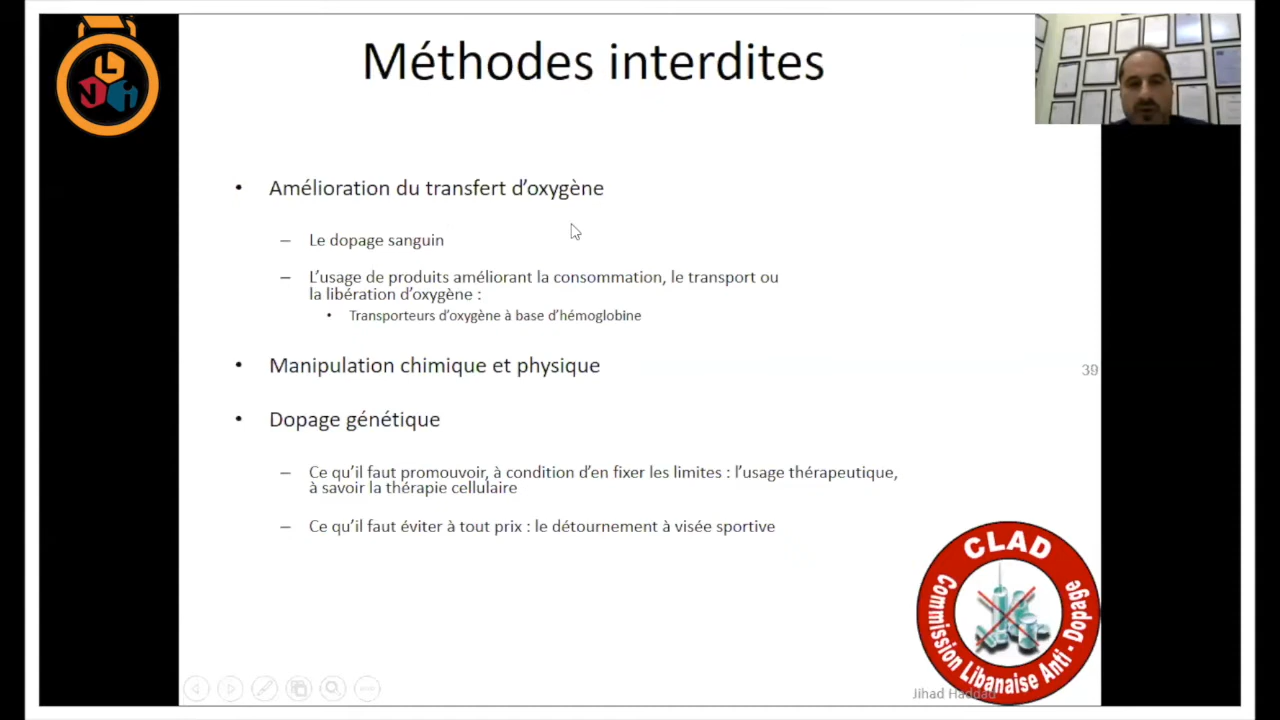 Méthodes interdites
• Amélioration du transfert d'oxygène
– Le dopage sanguin
– L'usage de produits améliorant la consommation, le transport ou
la libération d'oxygène :
• Transporteurs d'oxygène à base d'hémoglobine
• Manipulation chimique et physique
39
• Dopage génétique
– Ce qu'il faut promouvoir, à condition d'en fixer les limites : l'usage thérapeutique,
à savoir la thérapie cellulaire
– Ce qu'il faut éviter à tout prix : le détournement à visée sportive
CLAD
Commission Libanaise Anti - Dopage
Jihad Haddad
L
J i